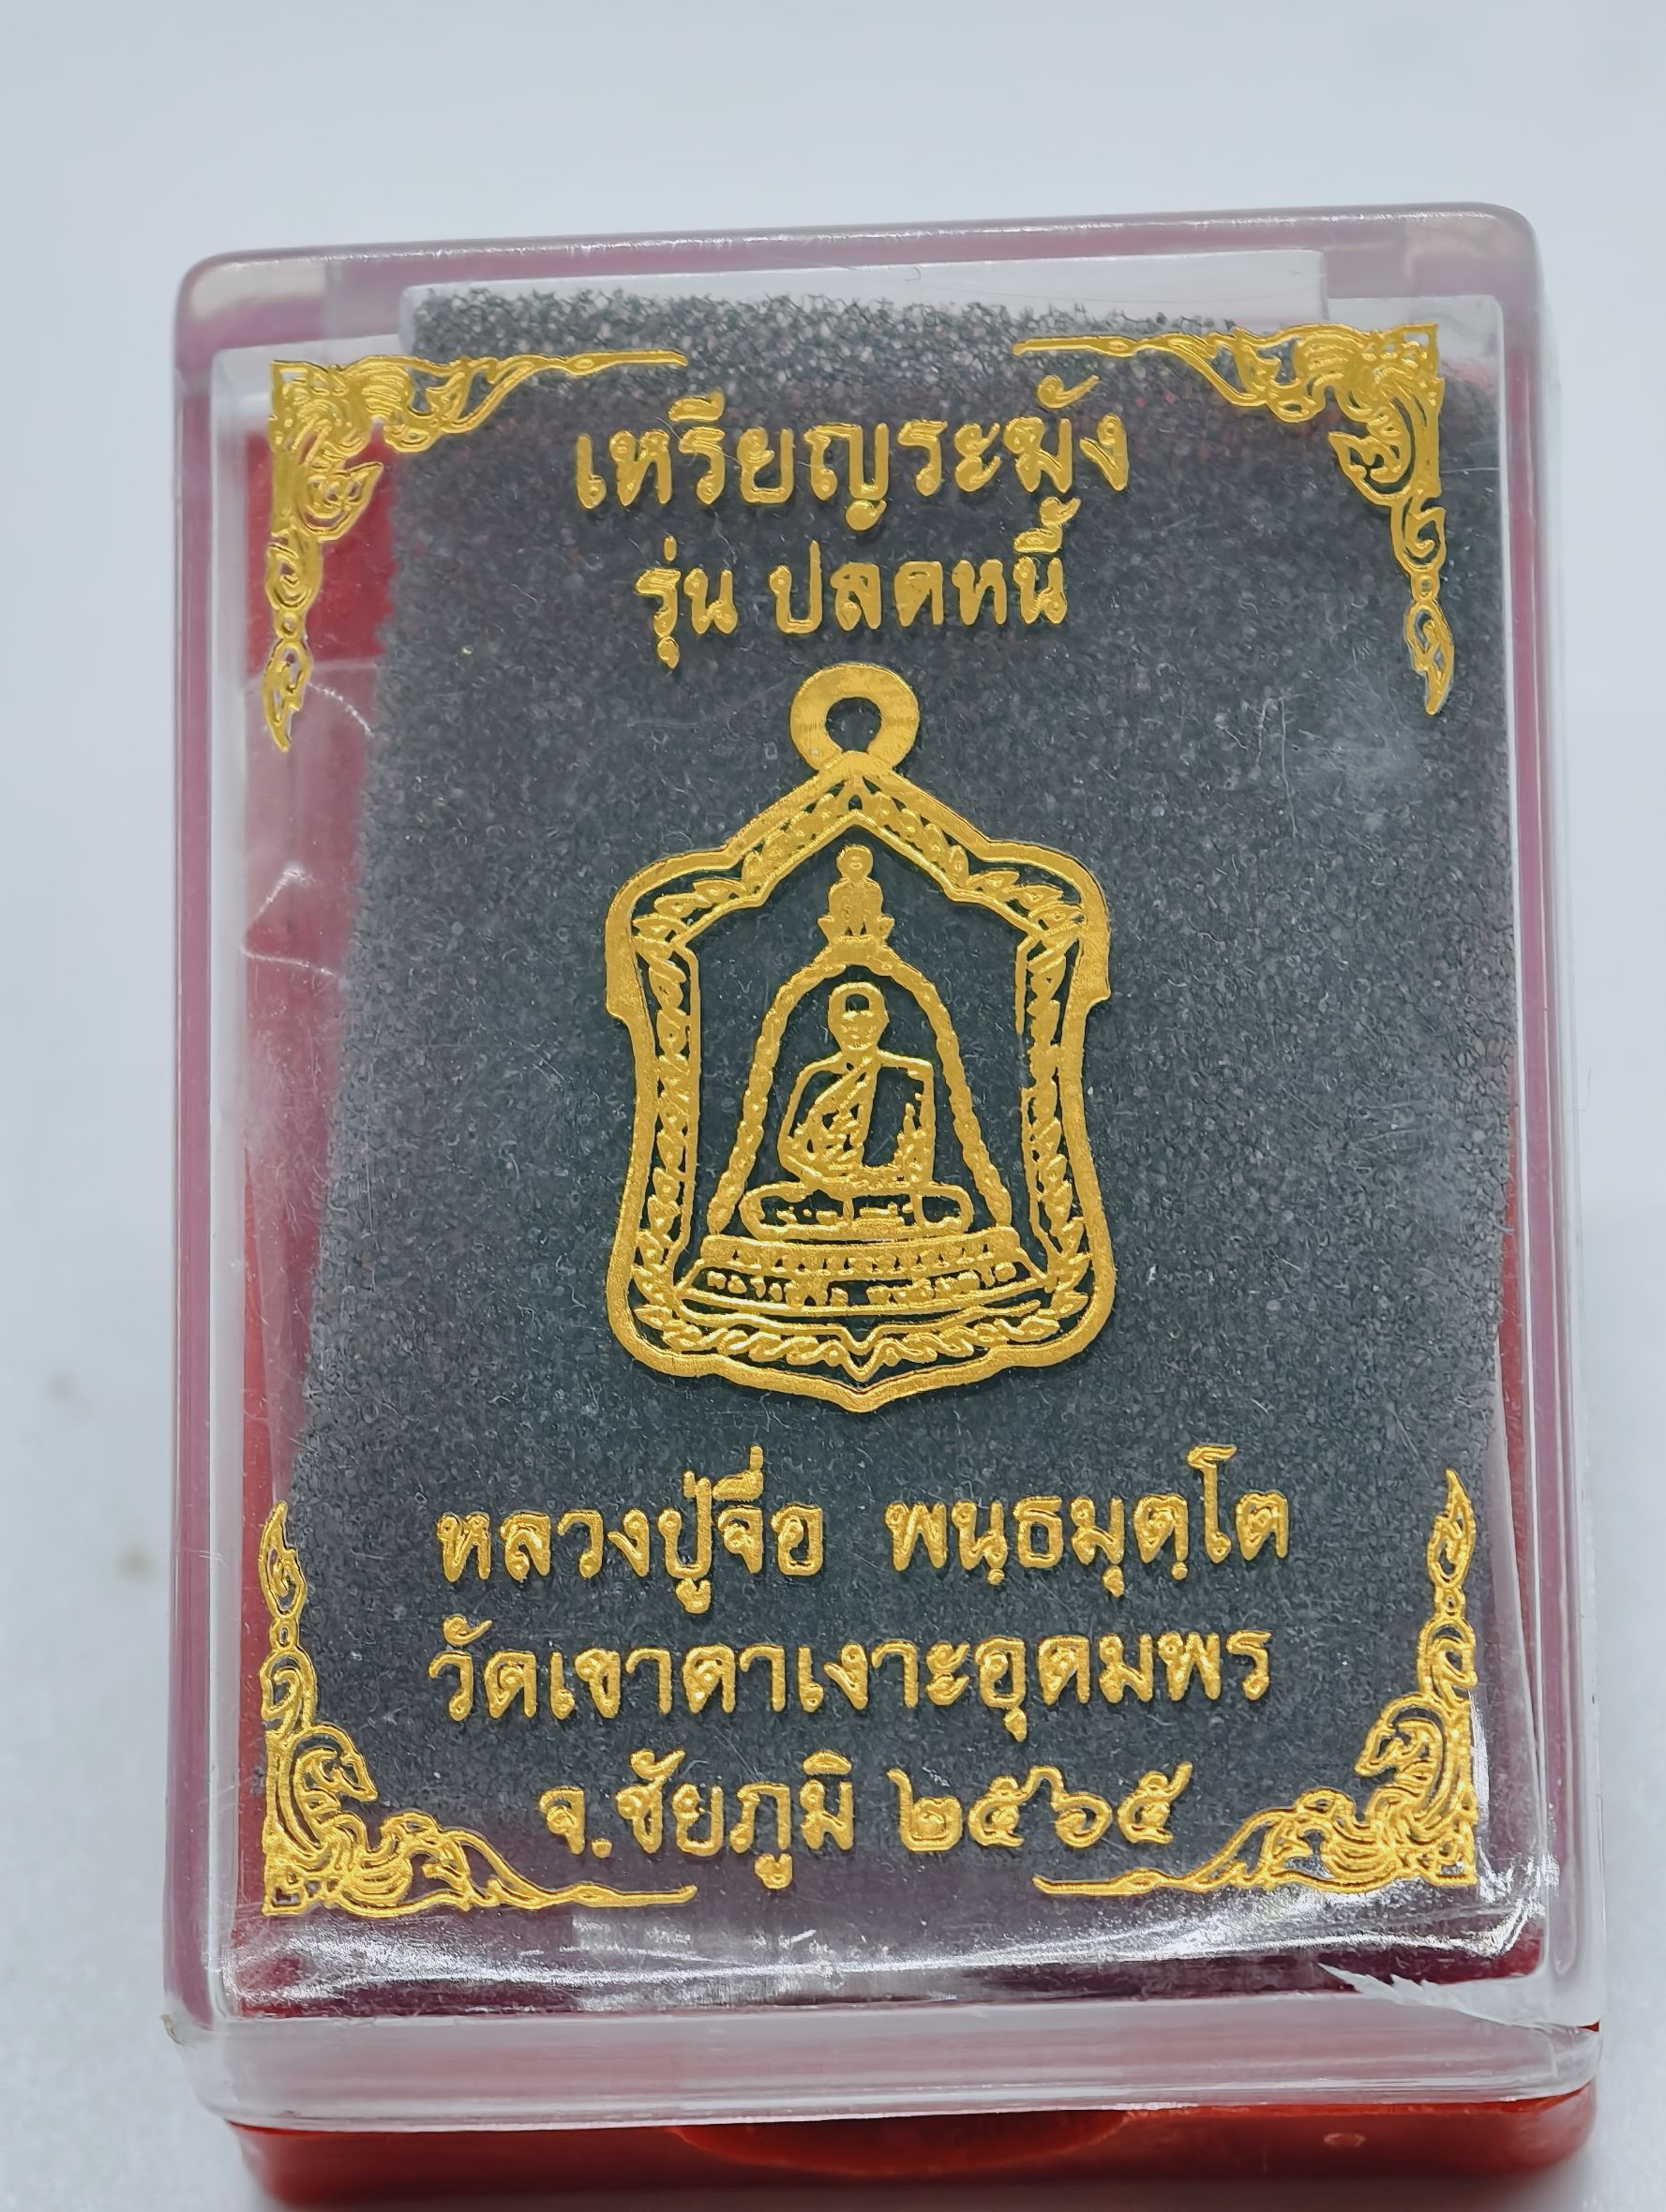 เหรียญระฆัง
รุ่น ปลดหนี้
หลวงปู่จื่อ พนฺธมุตฺโต
วัดเขาตาเงาะอุดมพร
จ.ชัยภูมิ ๒๕๖๕